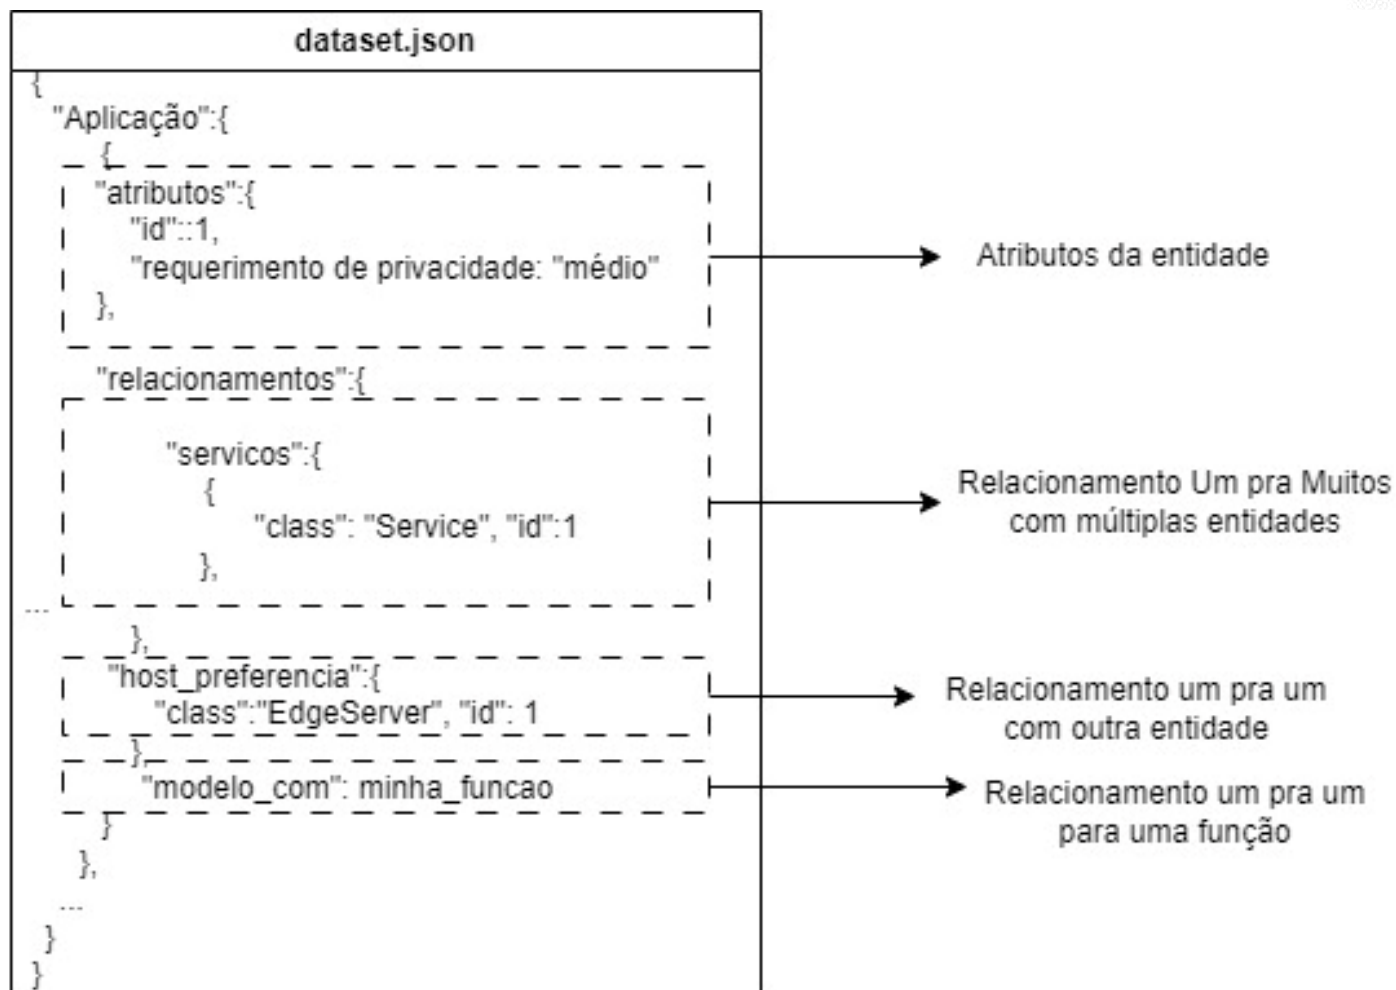 dataset.json
{
"Aplicação":{
{
"atributos":{
"id"::1,
"requerimento de privacidade: "médio"
},
Atributos da entidade
"relacionamentos":{
"servicos":{
{
"class": "Service", "id":1
},
Relacionamento Um pra Muitos
com múltiplas entidades
...
},
"host_preferencia":{
"class":"EdgeServer", "id": 1
Relacionamento um pra um
com outra entidade
},
"modelo_com": minha_funcao
Relacionamento um pra um
para uma função
}
},
...
}
}